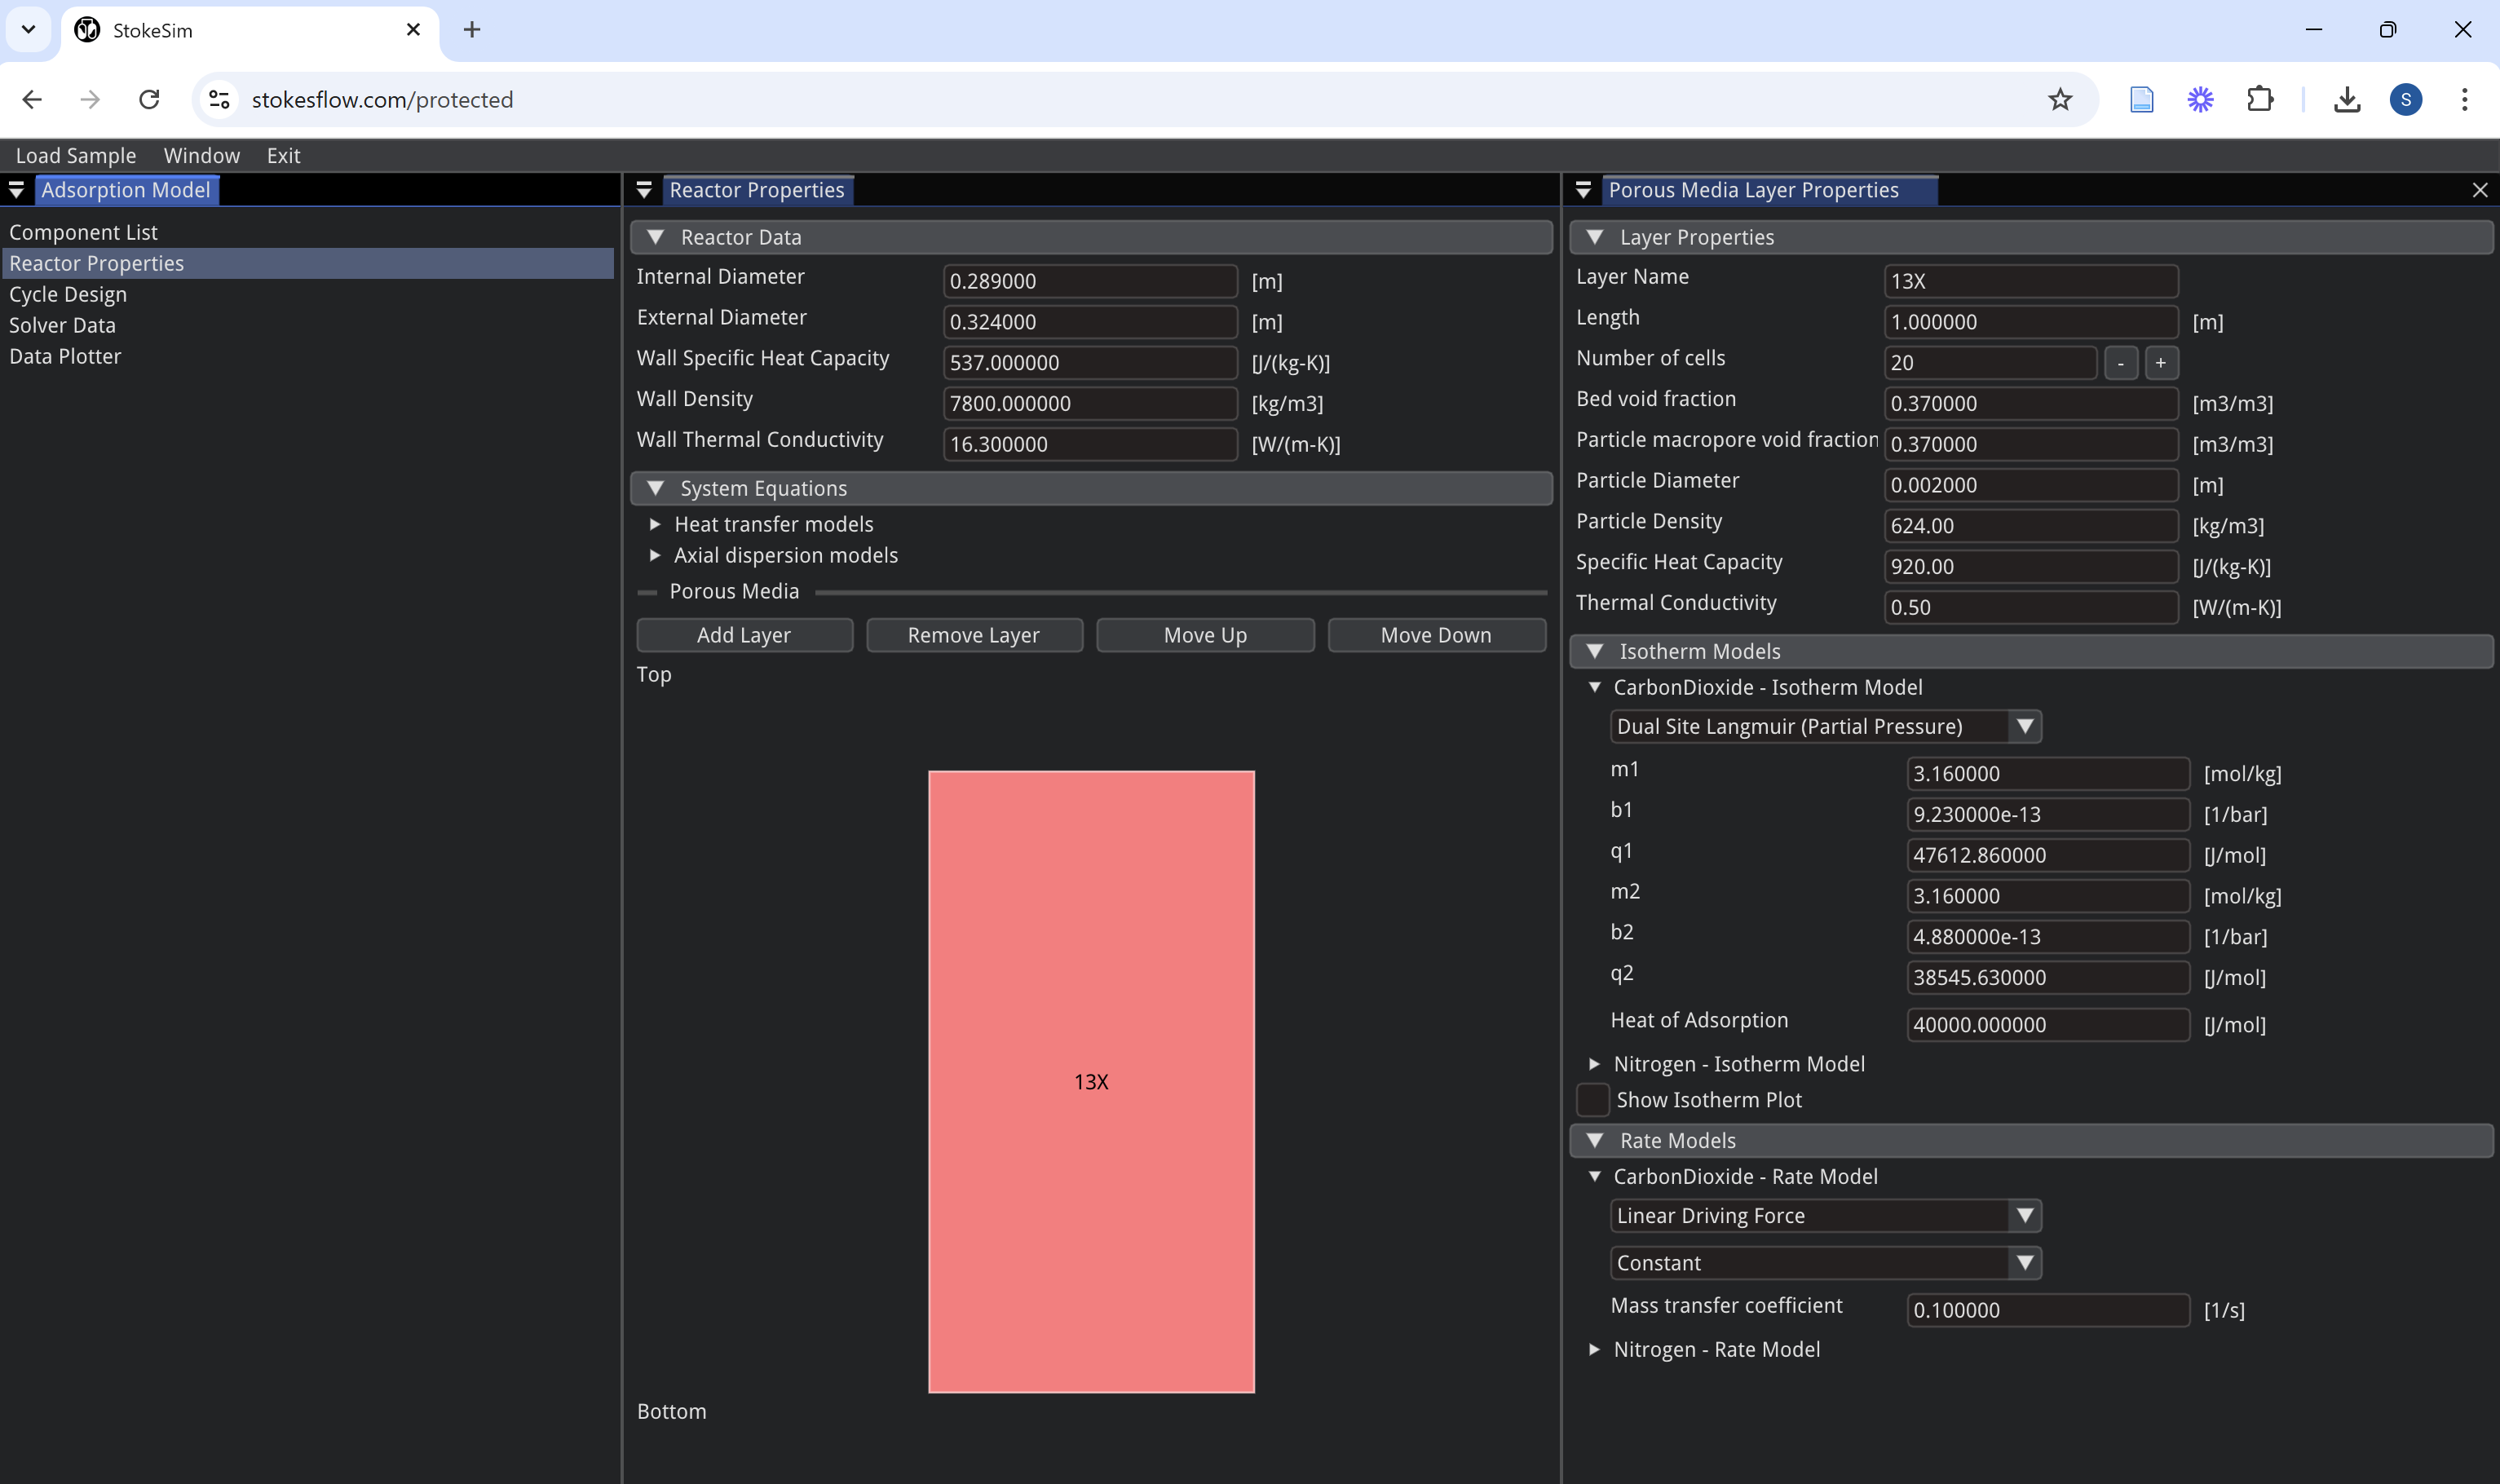 StokeSim
stokesflow.com/protected
S
Load Sample Window Exit
Adsorption Model
Component List
Reactor Properties
Cycle Design
Solver Data
Data Plotter
Reactor Properties
Reactor Data
Internal Diameter 0.289000 [m]
External Diameter 0.324000 [m]
Wall Specific Heat Capacity 537.000000 [J/(kg-K)]
Wall Density 7800.000000 [kg/m3]
Wall Thermal Conductivity 16.300000 [W/(m-K)]
System Equations
Heat transfer models
Axial dispersion models
Porous Media
Add Layer Remove Layer Move Up Move Down
Top
13X
Bottom
Porous Media Layer Properties
Layer Properties
Layer Name 13X
Length 1.000000 [m]
Number of cells 20 - +
Bed void fraction 0.370000 [m3/m3]
Particle macropore void fraction 0.370000 [m3/m3]
Particle Diameter 0.002000 [m]
Particle Density 624.00 [kg/m3]
Specific Heat Capacity 920.00 [J/(kg-K)]
Thermal Conductivity 0.50 [W/(m-K)]
Isotherm Models
CarbonDioxide - Isotherm Model
Dual Site Langmuir (Partial Pressure)
m1 3.160000 [mol/kg]
b1 9.230000e-13 [1/bar]
q1 47612.860000 [J/mol]
m2 3.160000 [mol/kg]
b2 4.880000e-13 [1/bar]
q2 38545.630000 [J/mol]
Heat of Adsorption 40000.000000 [J/mol]
Nitrogen - Isotherm Model
Show Isotherm Plot
Rate Models
CarbonDioxide - Rate Model
Linear Driving Force
Constant
Mass transfer coefficient 0.100000 [1/s]
Nitrogen - Rate Model